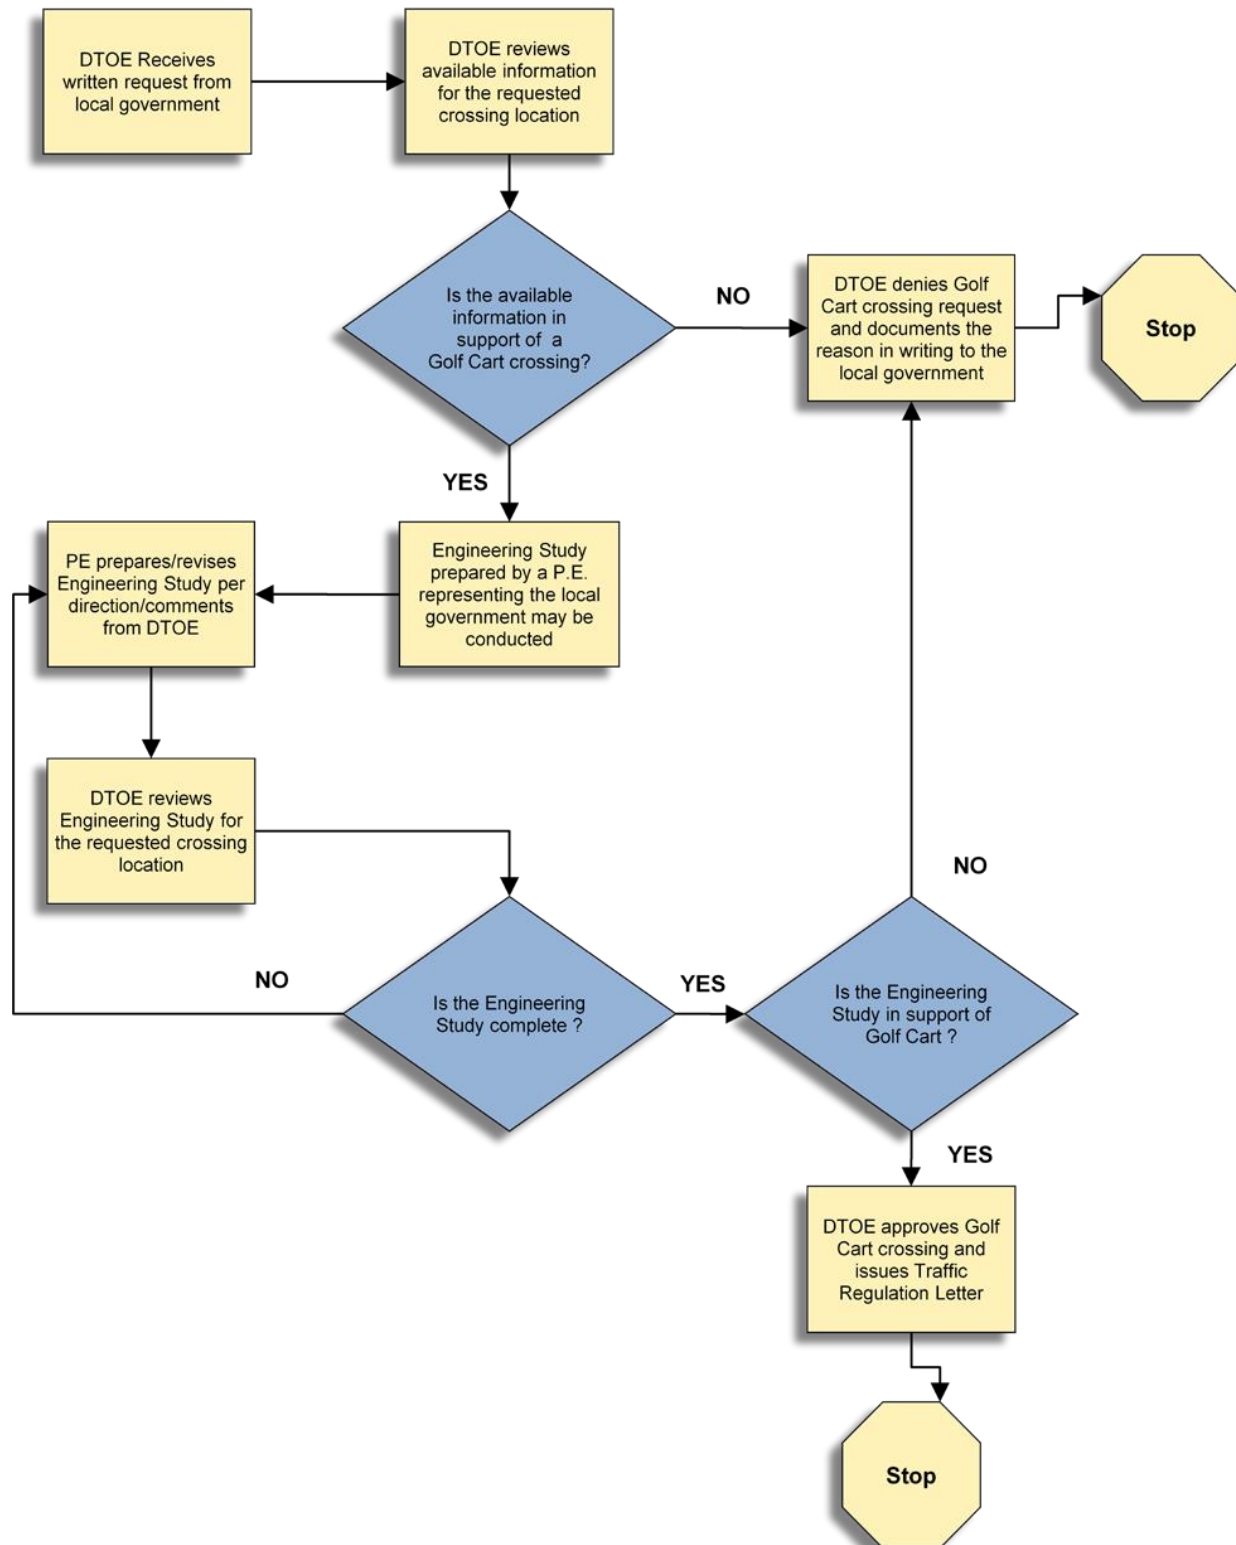 DTOE Receives
written request from
local government
DTOE reviews
available information
for the requested
crossing location
Is the available
information in
support of a
Golf Cart crossing?
NO
DTOE denies Golf
Cart crossing request
and documents the
reason in writing to the
local government
Stop
YES
PE prepares/revises
Engineering Study per
direction/comments
from DTOE
Engineering Study
prepared by a P.E.
representing the local
government may be
conducted
DTOE reviews
Engineering Study for
the requested crossing
location
NO
Is the Engineering
Study complete ?
YES
NO
Is the Engineering
Study in support of
Golf Cart ?
YES
DTOE approves Golf
Cart crossing and
issues Traffic
Regulation Letter
Stop